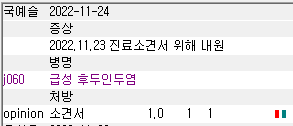 국예슬 2022-11-24
증상
2022.11.23 진료소견서 위해 내원
병명
j060 급성 후두인두염
처방
opinion 소견서 1.0 1 1